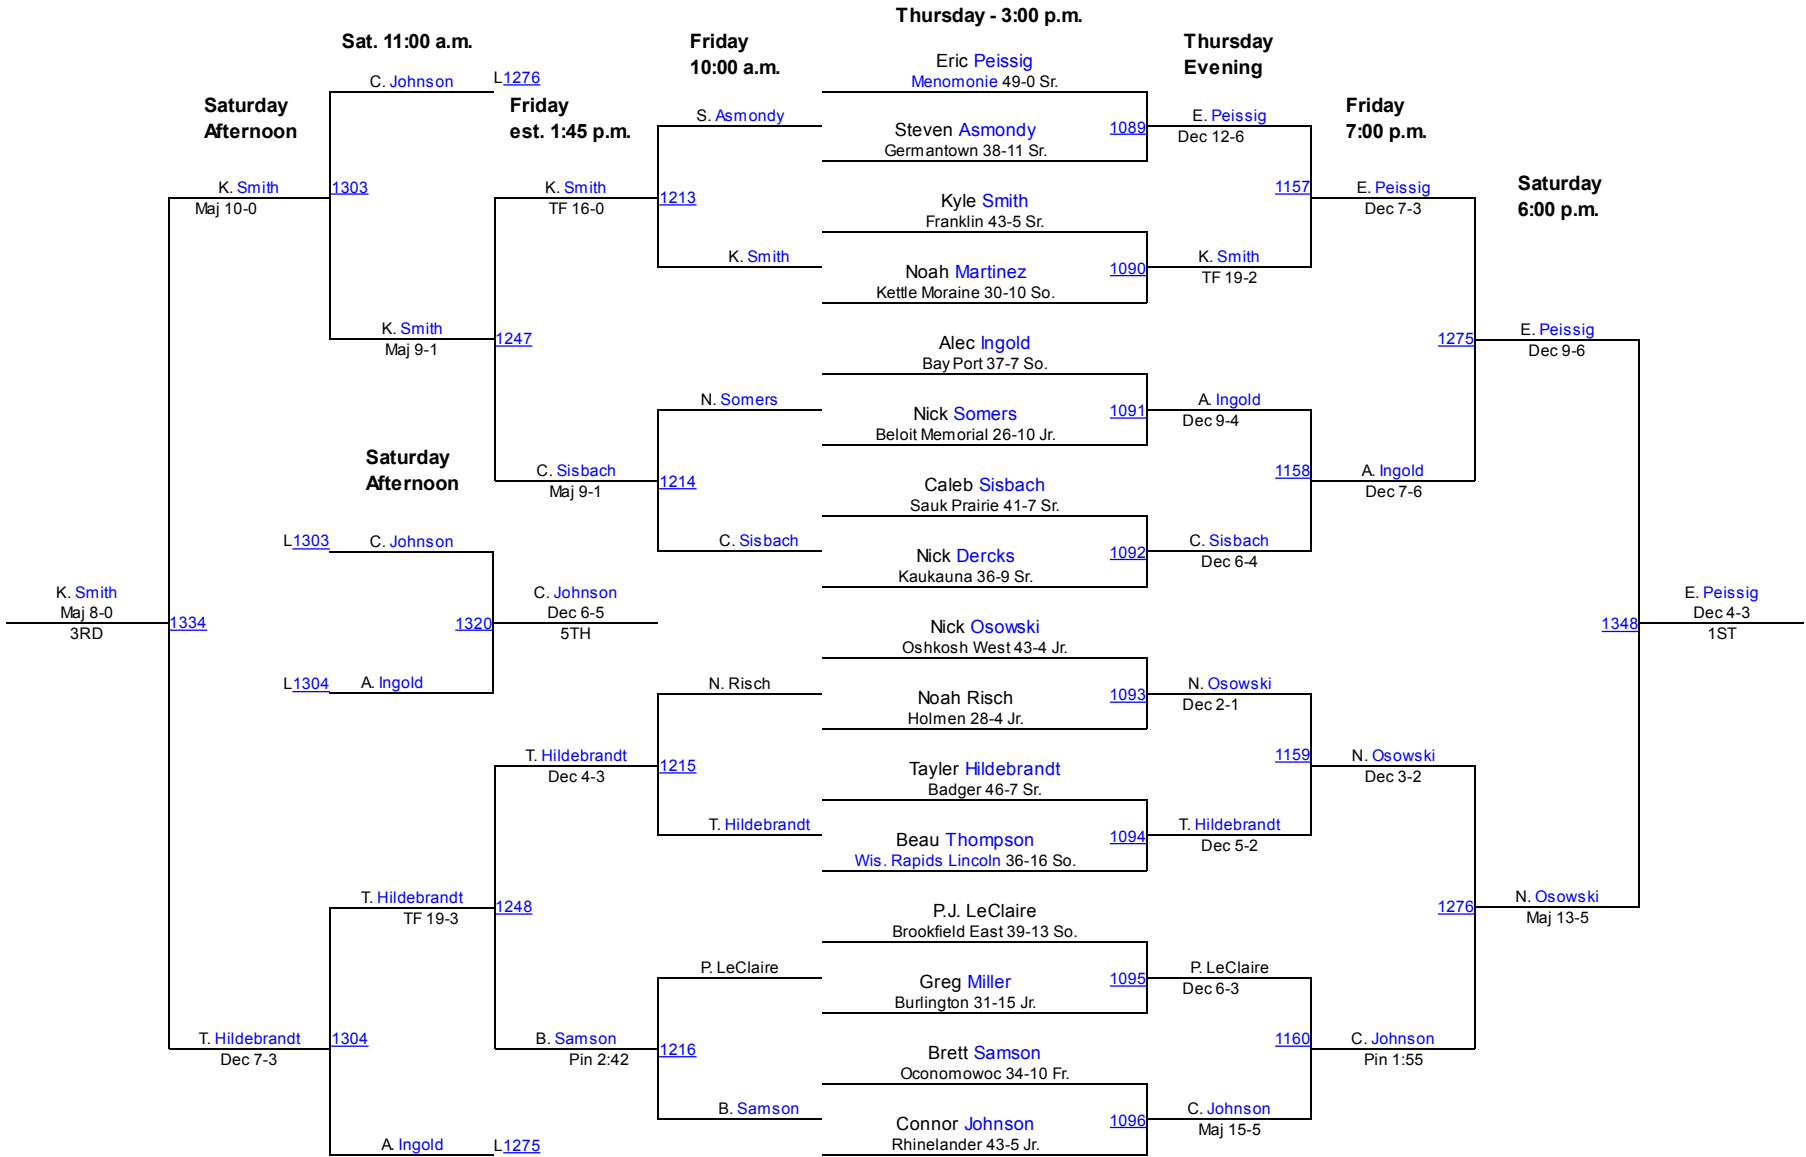 Thursday - 3:00 p.m.
Sat. 11:00 a.m.
Friday
10:00 a.m.
Thursday
Evening
Saturday
Afternoon
Friday
est. 1:45 p.m.
Friday
7:00 p.m.
Saturday
6:00 p.m.
Saturday
Afternoon
Eric Peissig
Menomonie 49-0 Sr.
Steven Asmondy
Germantown 38-11 Sr.
1089
Kyle Smith
Franklin 43-5 Sr.
Noah Martinez
Kettle Moraine 30-10 So.
1090
Alec Ingold
Bay Port 37-7 So.
Nick Somers
Beloit Memorial 26-10 Jr.
1091
Caleb Sisbach
Sauk Prairie 41-7 Sr.
Nick Dercks
Kaukauna 36-9 Sr.
1092
Nick Osowski
Oshkosh West 43-4 Jr.
Noah Risch
Holmen 28-4 Jr.
1093
Tayler Hildebrandt
Badger 46-7 Sr.
Beau Thompson
Wis. Rapids Lincoln 36-16 So.
1094
P.J. LeClaire
Brookfield East 39-13 So.
Greg Miller
Burlington 31-15 Jr.
1095
Brett Samson
Oconomowoc 34-10 Fr.
Connor Johnson
Rhinelander 43-5 Jr.
1096
E. Peissig
Dec 12-6
1157
K. Smith
TF 19-2
A. Ingold
Dec 9-4
1158
C. Sisbach
Dec 6-4
N. Osowski
Dec 2-1
1159
T. Hildebrandt
Dec 5-2
P. LeClaire
Dec 6-3
1160
C. Johnson
Maj 15-5
E. Peissig
Dec 7-3
1275
A. Ingold
Dec 7-6
N. Osowski
Dec 3-2
1276
C. Johnson
Pin 1:55
E. Peissig
Dec 9-6
1348
N. Osowski
Maj 13-5
E. Peissig
Dec 4-3
1ST
S. Asmondy
1213
K. Smith
N. Somers
1214
C. Sisbach
N. Risch
1215
T. Hildebrandt
P. LeClaire
1216
B. Samson
K. Smith
TF 16-0
1247
C. Sisbach
Maj 9-1
T. Hildebrandt
Dec 4-3
1248
B. Samson
Pin 2:42
C. Johnson L1276
1303
K. Smith
Maj 9-1
T. Hildebrandt
TF 19-3
1304
A. Ingold L1275
K. Smith
Maj 10-0
1334
T. Hildebrandt
Dec 7-3
K. Smith
Maj 8-0
3RD
L1303 C. Johnson
1320
L1304 A. Ingold
C. Johnson
Dec 6-5
5TH